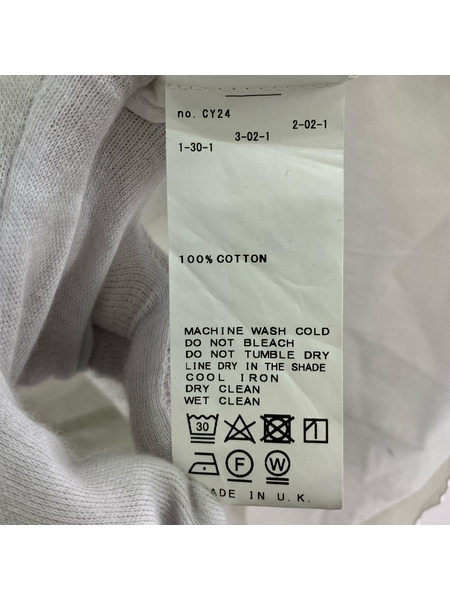 no. CY24
2-02-1
3-02-1
1-30-1
100% COTTON
MACHINE WASH COLD
DO NOT BLEACH
DO NOT TUMBLE DRY
LINE DRY IN THE SHADE
COOL IRON
DRY CLEAN
WET CLEAN
30
F W
MADE IN U.K.